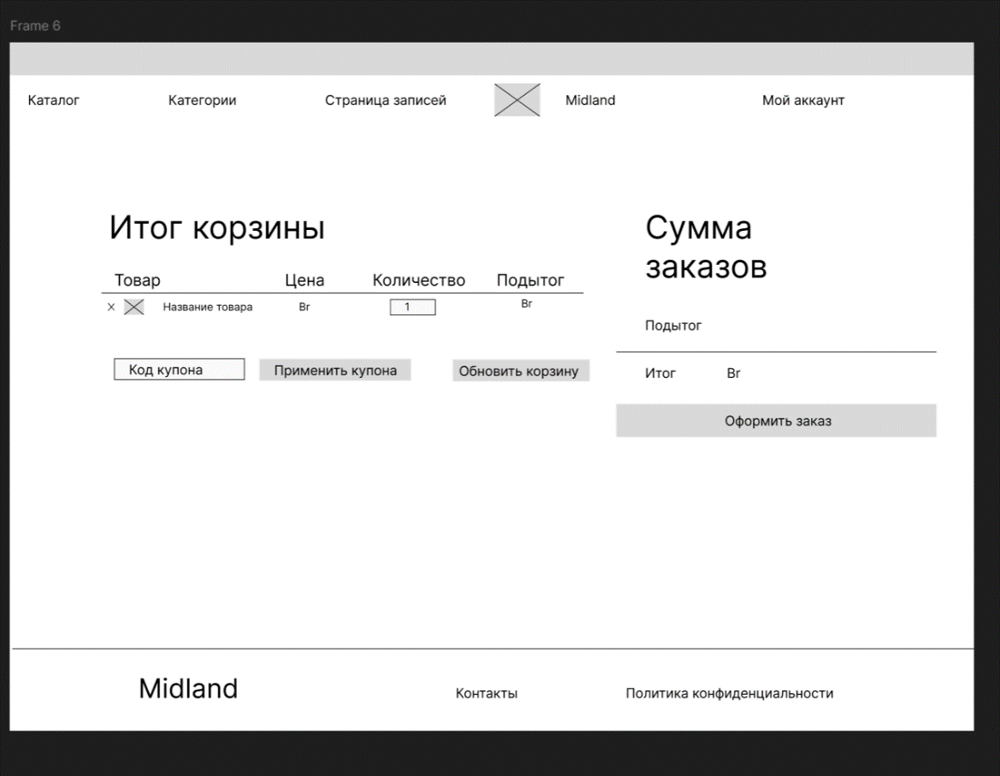 Frame 6
Каталог Категории Страница записей Midland Мой аккаунт
Итог корзины
Сумма
заказов
Товар Цена Количество Подытог
X Название товара Br 1 Br
Подытог
Код купона Применить купона Обновить корзину
Итог Br
Оформить заказ
Midland Контакты Политика конфиденциальности